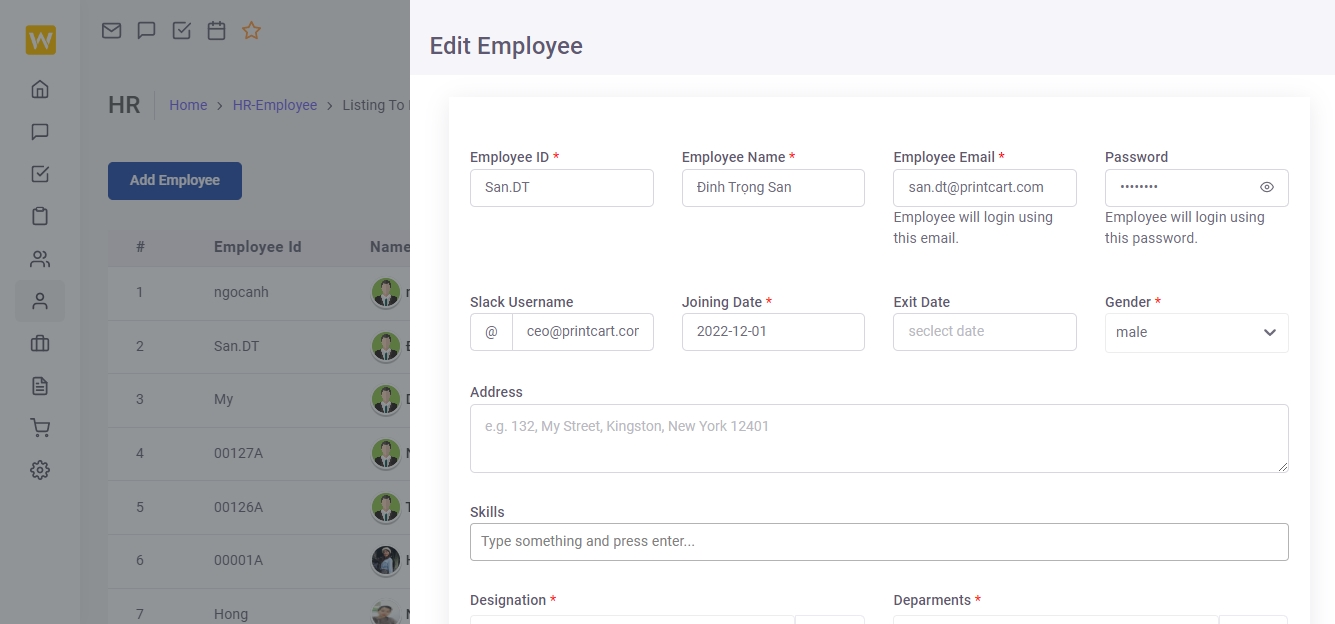 W
Edit Employee
HR
Home > HR-Employee > Listing To
Add Employee
# Employee Id Name
1 ngocanh
2 San.DT
3 My
4 00127A
5 00126A
6 00001A
7 Hong
Employee ID * Employee Name * Employee Email * Password
San.DT Đinh Trọng San san.dt@printcart.com ••••••••
Employee will login using Employee will login using
this email. this password.
Slack Username Joining Date * Exit Date Gender *
@ ceo@printcart.cor 2022-12-01 seclect date male
Address
e.g. 132, My Street, Kingston, New York 12401
Skills
Type something and press enter...
Designation * Deparments *